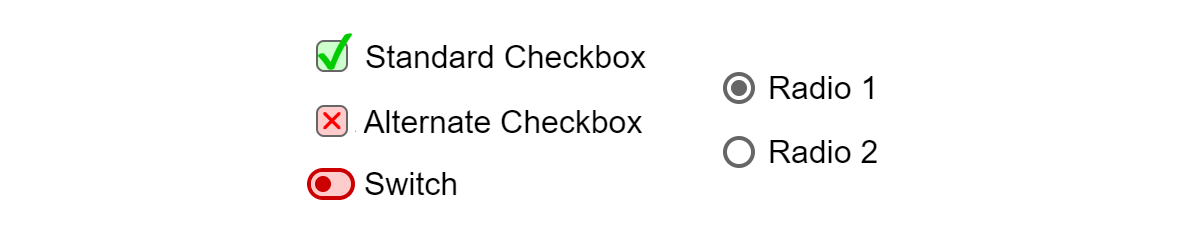 Standard Checkbox
Alternate Checkbox
Switch
Radio 1
Radio 2